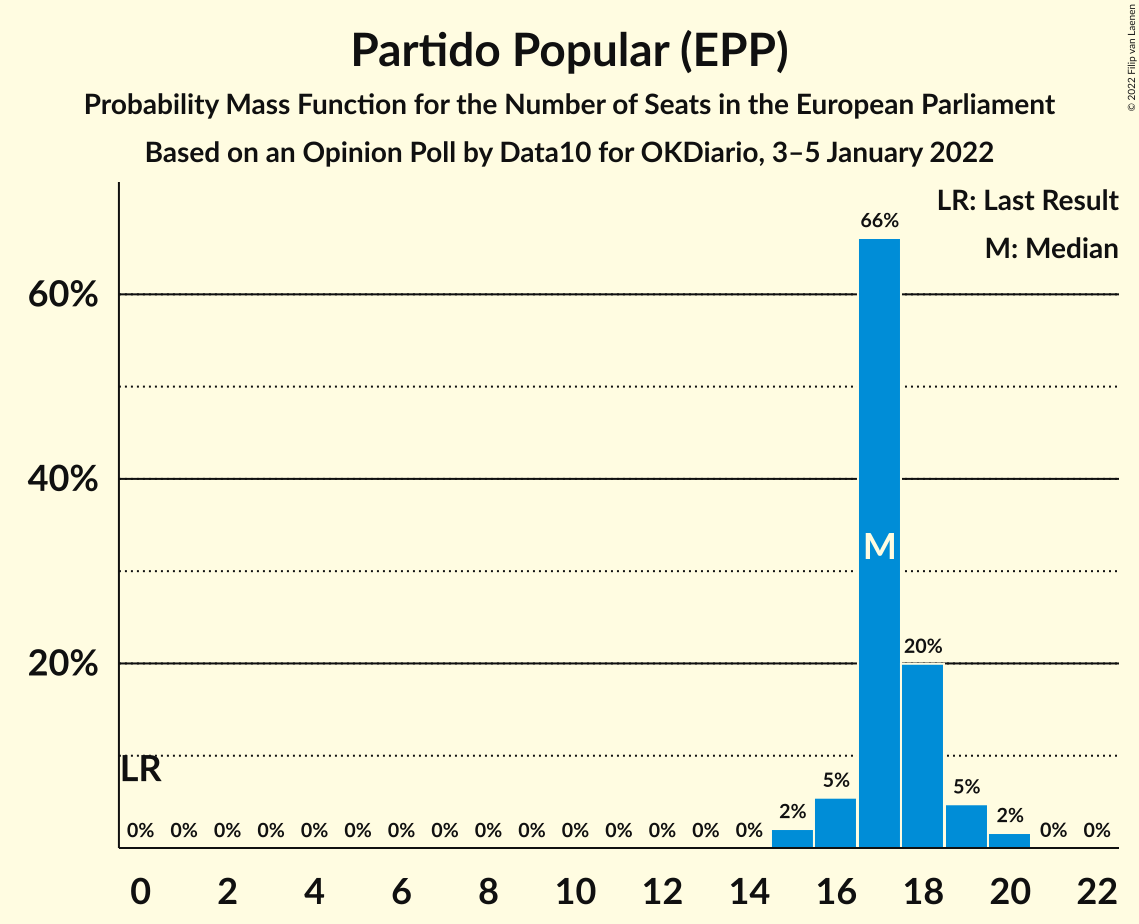 Partido Popular (EPP)
Probability Mass Function for the Number of Seats in the European Parliament
Based on an Opinion Poll by Data10 for OKDiario, 3–5 January 2022
© 2022 Filip van Laenen
LR: Last Result
M: Median
66%
60%
40%
M
20%
20%
LR
0% 0% 0% 0% 0% 0% 0% 0% 0% 0% 0% 0% 0% 0% 0% 2% 5% 5% 2% 0% 0%
0 2 4 6 8 10 12 14 16 18 20 22